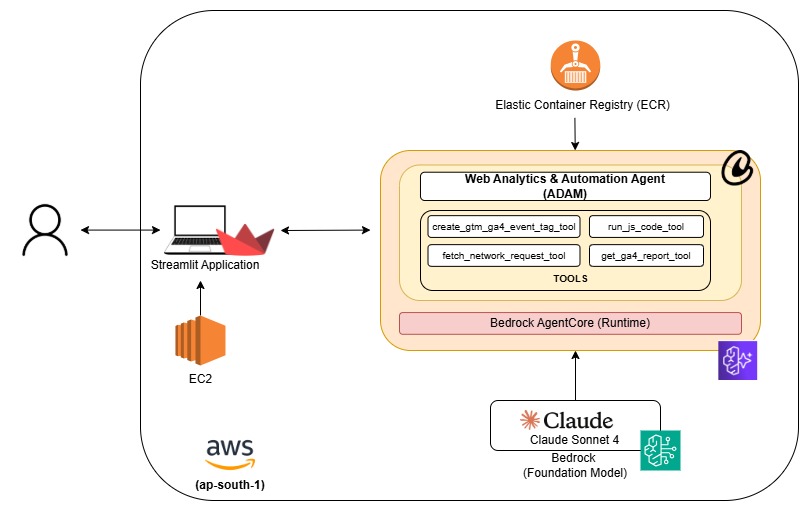 Elastic Container Registry (ECR)
Web Analytics & Automation Agent
(ADAM)
create_gtm_ga4_event_tag_tool
run_js_code_tool
fetch_network_request_tool
get_ga4_report_tool
TOOLS
Streamlit Application
Bedrock AgentCore (Runtime)
EC2
Claude
Claude Sonnet 4
Bedrock
(Foundation Model)
aws
(ap-south-1)